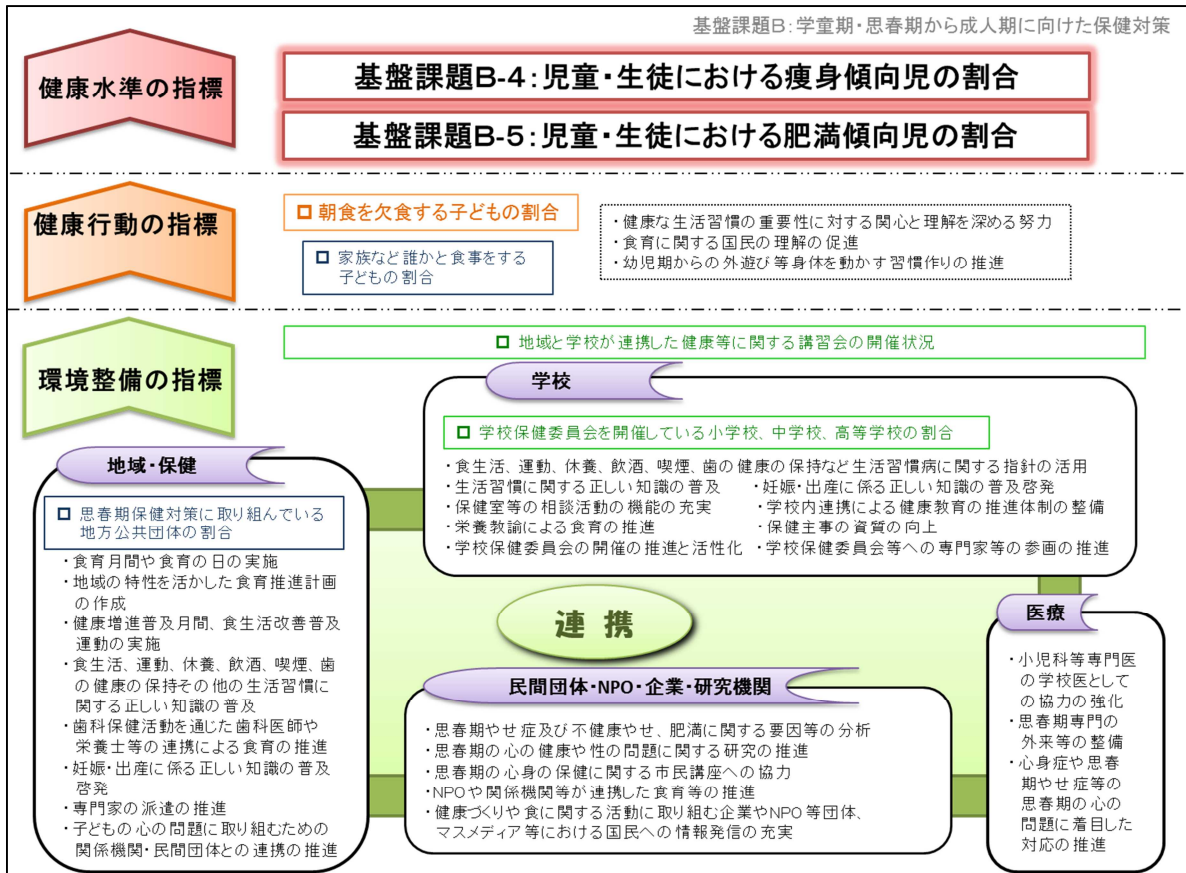 基盤課題B:学童期・思春期から成人期に向けた保健対策
健康水準の指標
基盤課題B-4:児童・生徒における痩身傾向児の割合
基盤課題B-5:児童・生徒における肥満傾向児の割合
健康行動の指標
朝食を欠食する子どもの割合
家族など誰かと食事をする
子どもの割合
・健康な生活習慣の重要性に対する関心と理解を深める努力
・食育に関する国民の理解の促進
・幼児期からの外遊び等身体を動かす習慣作りの推進
環境整備の指標
地域と学校が連携した健康等に関する講習会の開催状況
学校
学校保健委員会を開催している小学校、中学校、高等学校の割合
・食生活、運動、休養、飲酒、喫煙、歯の健康の保持など生活習慣病に関する指針の活用
・生活習慣に関する正しい知識の普及 ・妊娠・出産に係る正しい知識の普及啓発
・保健室等の相談活動の機能の充実 ・学校内連携による健康教育の推進体制の整備
・栄養教諭による食育の推進 ・保健主事の資質の向上
・学校保健委員会の開催の推進と活性化 ・学校保健委員会等への専門家等の参画の推進
地域・保健
思春期保健対策に取り組んでいる
地方公共団体の割合
・食育月間や食育の日の実施
・地域の特性を活かした食育推進計画
の作成
・健康増進普及月間、食生活改善普及
運動の実施
・食生活、運動、休養、飲酒、喫煙、歯
の健康の保持その他の生活習慣に
関する正しい知識の普及
・歯科保健活動を通じた歯科医師や
栄養士等の連携による食育の推進
・妊娠・出産に係る正しい知識の普及
啓発
・専門家の派遣の推進
・子どもの心の問題に取り組むための
関係機関・民間団体との連携の推進
連携
民間団体・NPO・企業・研究機関
・思春期やせ症及び不健康やせ、肥満に関する要因等の分析
・思春期の心の健康や性の問題に関する研究の推進
・思春期の心身の保健に関する市民講座への協力
・NPOや関係機関等が連携した食育等の推進
・健康づくりや食に関する活動に取り組む企業やNPO等団体、
マスメディア等における国民への情報発信の充実
医療
・小児科等専門医
の学校医として
の協力の強化
・思春期専門の
外来等の整備
・心身症や思春
期やせ症等の
思春期の心の
問題に着目した
対応の推進